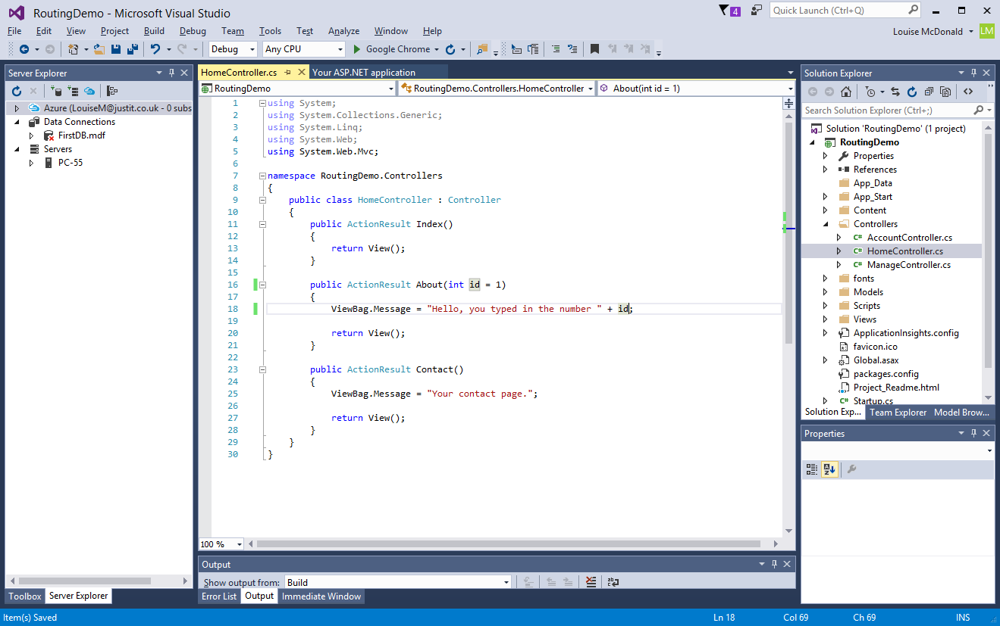 RoutingDemo - Microsoft Visual Studio
4
Quick Launch (Ctrl+Q)
File Edit View Project Build Debug Team Tools Test Analyze Window Help
Louise McDonald LM
Debug Any CPU Google Chrome
Server Explorer
Azure (LouiseM@justit.co.uk - 0 subs
Data Connections
FirstDB.mdf
Servers
PC-55
Toolbox Server Explorer
HomeController.cs Your ASP.NET application
RoutingDemo RoutingDemo.Controllers.HomeController About(int id = 1)
1 using System;
2 using System.Collections.Generic;
3 using System.Linq;
4 using System.Web;
5 using System.Web.Mvc;
6
7 namespace RoutingDemo.Controllers
8 {
9 public class HomeController : Controller
10 {
11 public ActionResult Index()
12 {
13 return View();
14 }
15
16 public ActionResult About(int id = 1)
17 {
18 ViewBag.Message = "Hello, you typed in the number " + id;
19
20 return View();
21 }
22
23 public ActionResult Contact()
24 {
25 ViewBag.Message = "Your contact page.";
26
27 return View();
28 }
29 }
30 }
100 %
Output
Show output from: Build
Error List Output Immediate Window
Solution Explorer
Search Solution Explorer (Ctrl+;)
Solution 'RoutingDemo' (1 project)
RoutingDemo
Properties
References
App_Data
App_Start
Content
Controllers
C# AccountController.cs
C# HomeController.cs
C# ManageController.cs
fonts
Models
Scripts
Views
ApplicationInsights.config
favicon.ico
Global.asax
packages.config
Project_Readme.html
C# Startup.cs
Solution Exp... Team Explorer Model Brow...
Properties
Item(s) Saved Ln 18 Col 69 Ch 69 INS